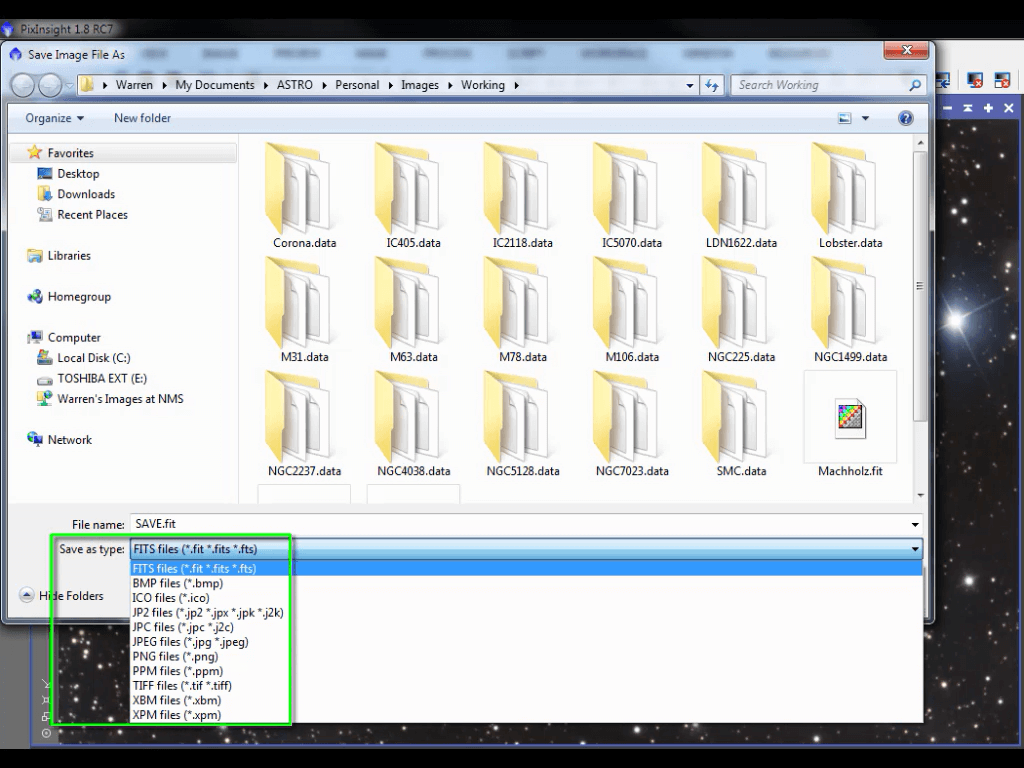 PixInsight 1.8 RC7
Save Image File As
Warren My Documents ASTRO Personal Images Working
Search Working
Organize New folder
Favorites
Desktop
Downloads
Recent Places
Libraries
Homegroup
Computer
Local Disk (C:)
TOSHIBA EXT (E:)
Warren's Images at NMS
Network
Corona.data IC405.data IC2118.data IC5070.data LDN1622.data Lobster.data
M31.data M63.data M78.data M106.data NGC225.data NGC1499.data
NGC2237.data NGC4038.data NGC5128.data NGC7023.data SMC.data Machholz.fit
File name: SAVE.fit
Save as type: FITS files (*.fit *.fits *.fts)
FITS files (*.fit *.fits *.fts)
BMP files (*.bmp)
ICO files (*.ico)
JP2 files (*.jp2 *.jpx *.jpk *.j2k)
JPC files (*.jpc *.j2c)
JPEG files (*.jpg *.jpeg)
PNG files (*.png)
PPM files (*.ppm)
TIFF files (*.tif *.tiff)
XBM files (*.xbm)
XPM files (*.xpm)
Hide Folders